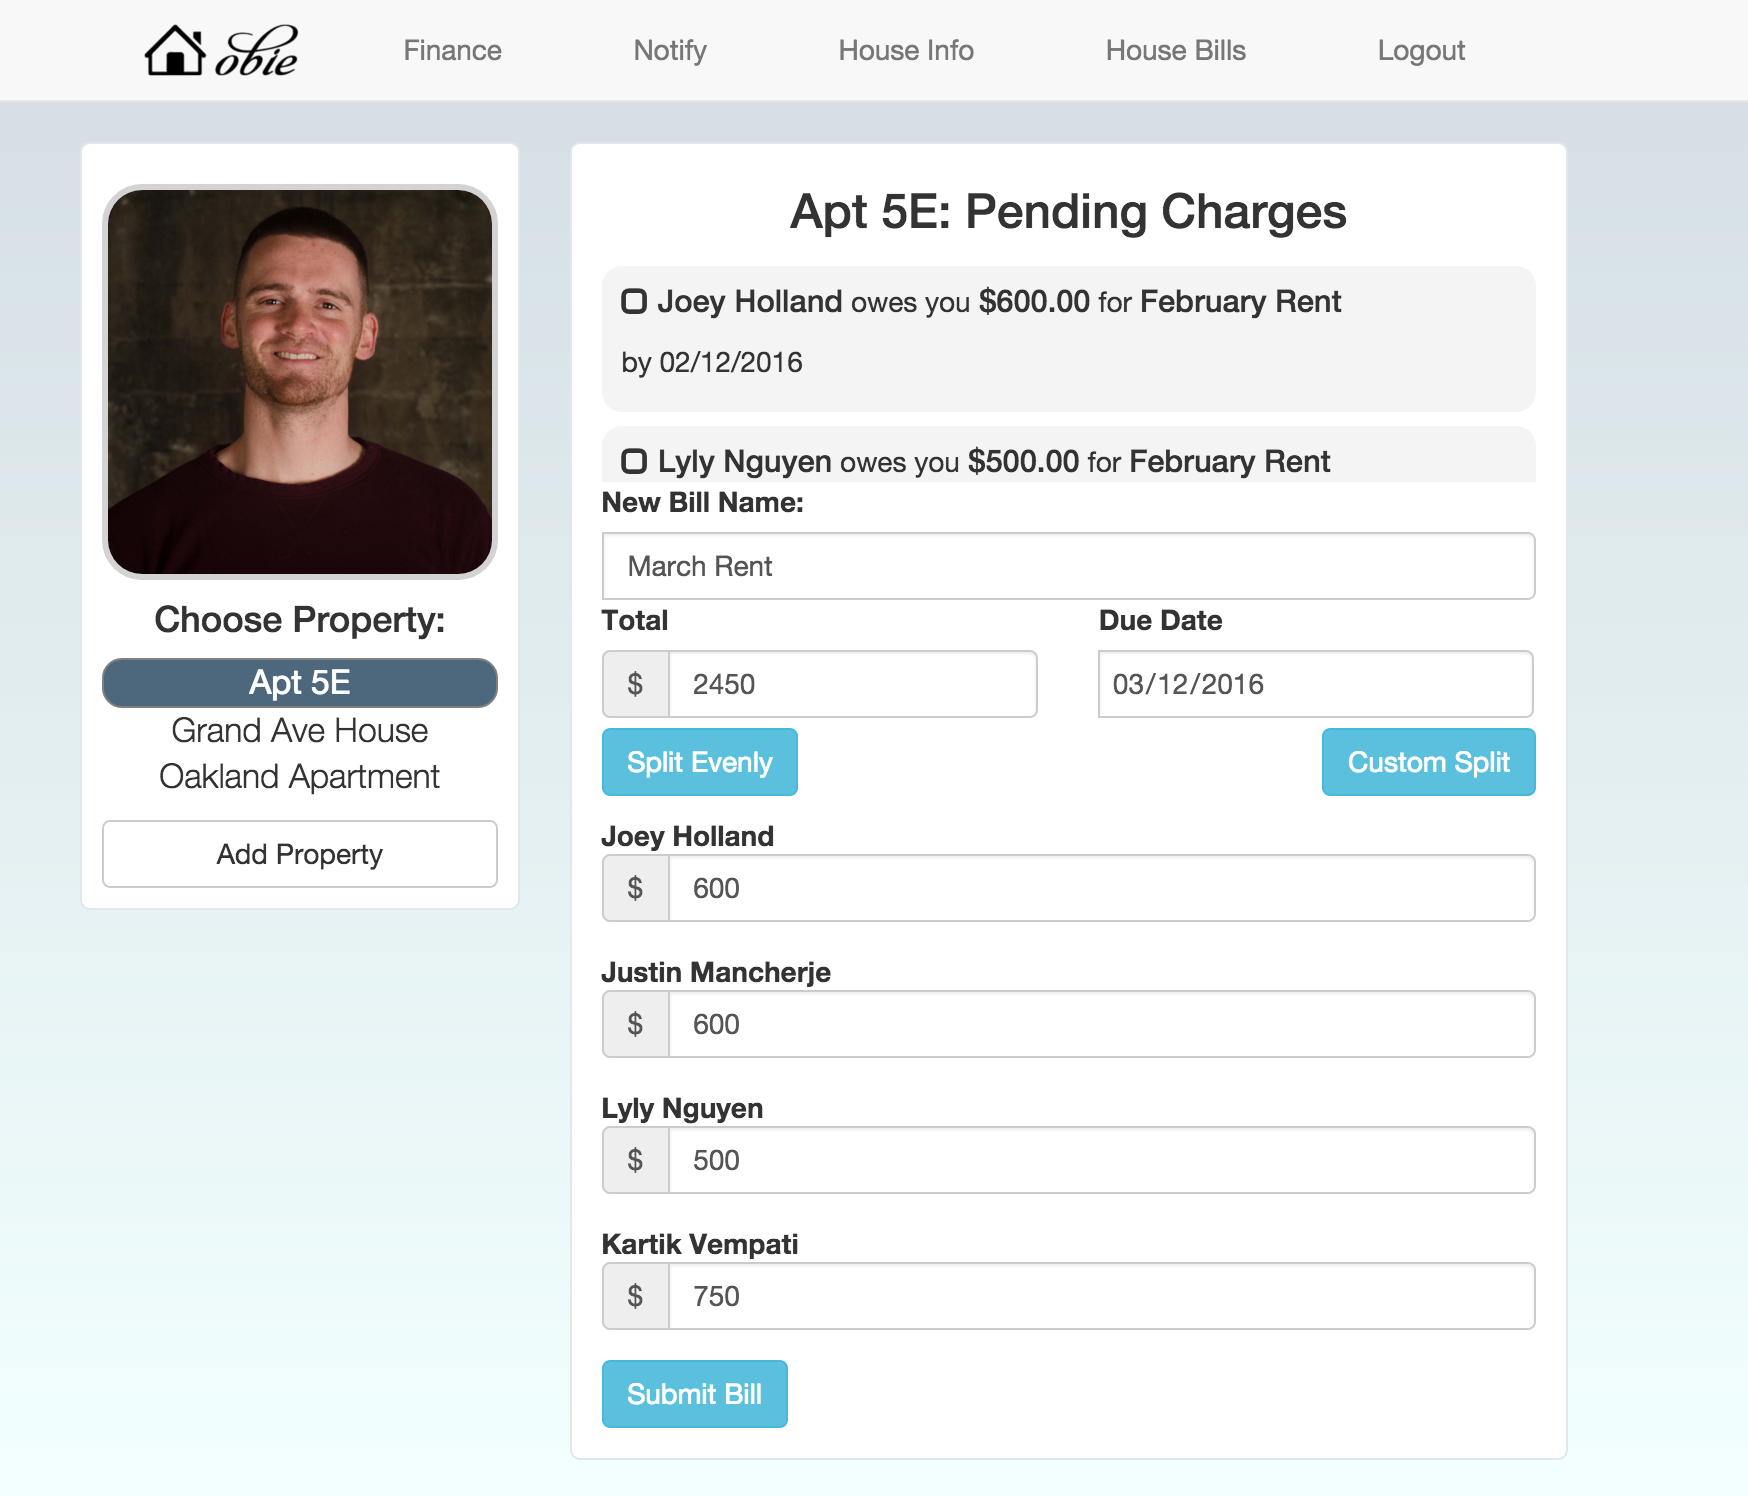 obie Finance Notify House Info House Bills Logout
Choose Property:
Apt 5E
Grand Ave House
Oakland Apartment
Add Property
Apt 5E: Pending Charges
Joey Holland owes you $600.00 for February Rent
by 02/12/2016
Lyly Nguyen owes you $500.00 for February Rent
New Bill Name:
March Rent
Total Due Date
$ 2450 03/12/2016
Split Evenly Custom Split
Joey Holland
$ 600
Justin Mancherje
$ 600
Lyly Nguyen
$ 500
Kartik Vempati
$ 750
Submit Bill